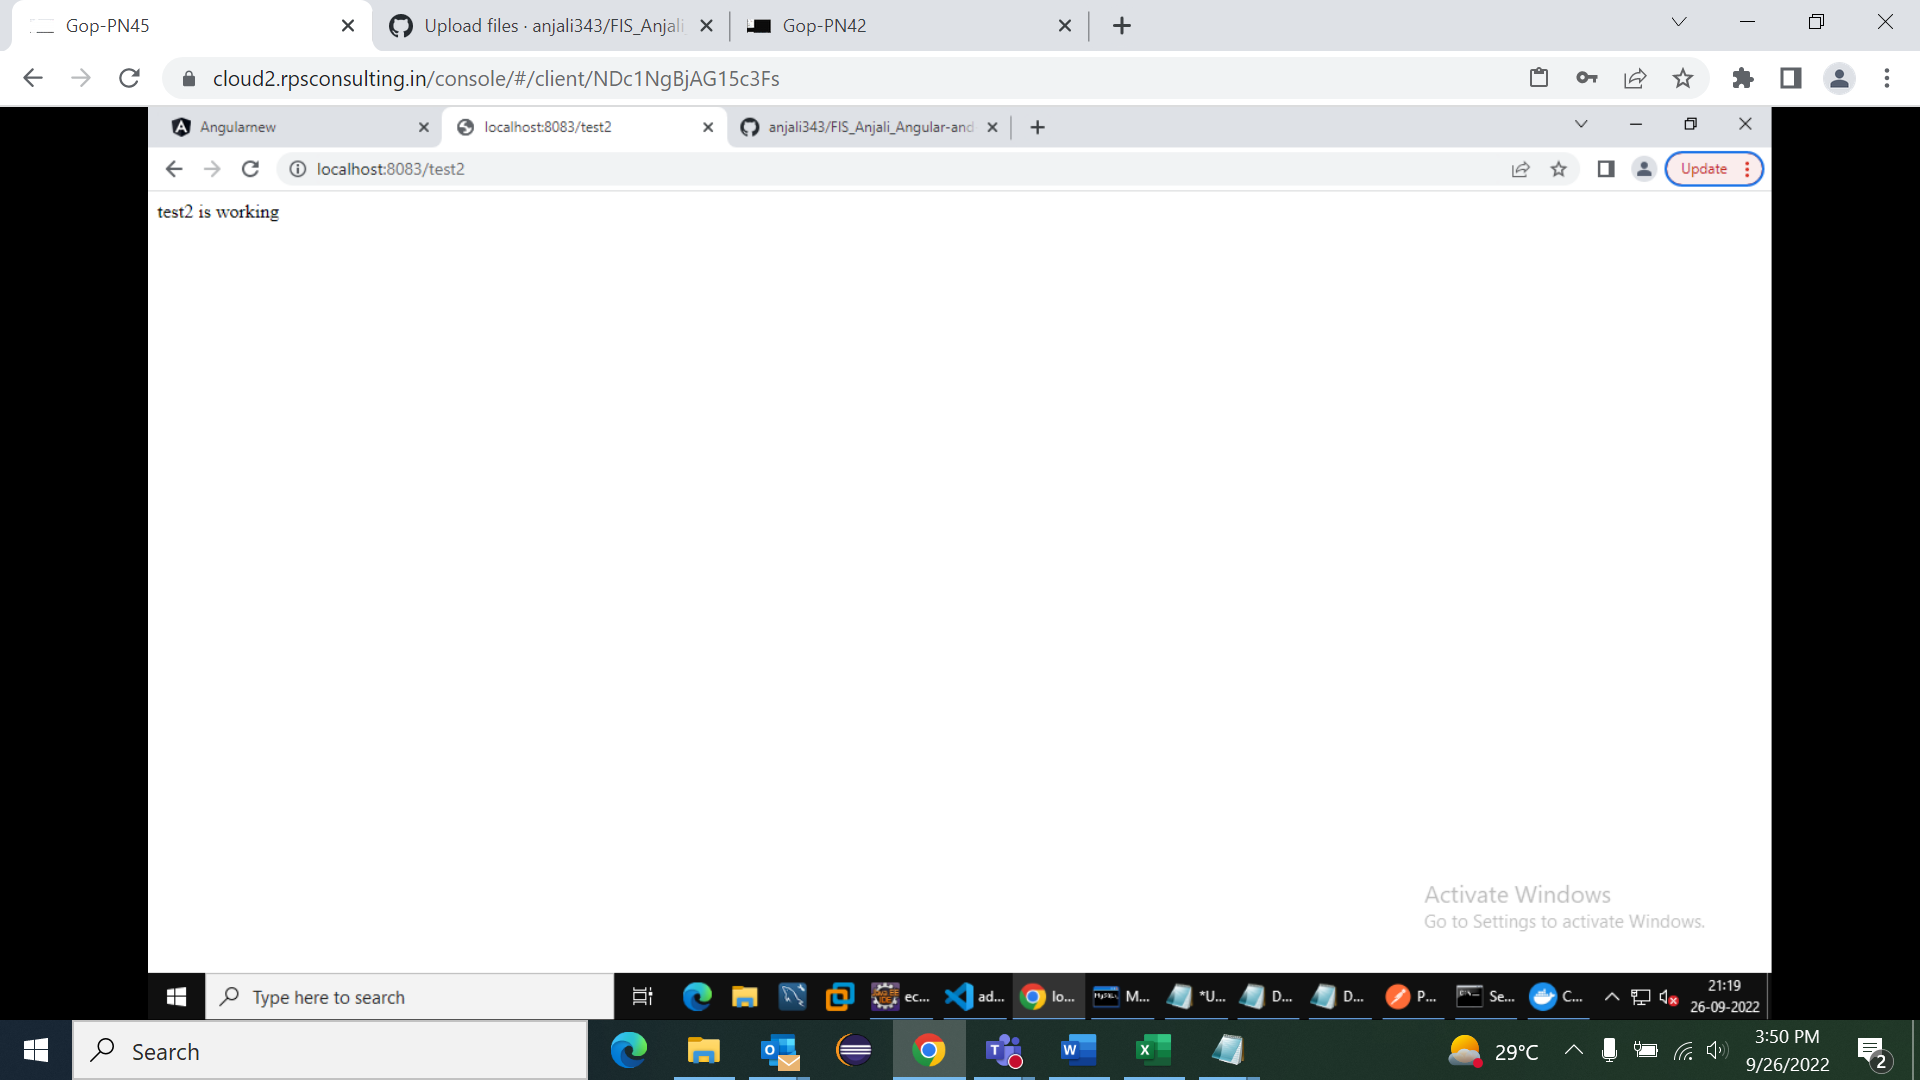 Gop-PN45
Upload files · anjali343/FIS_Anjali
Gop-PN42
cloud2.rpsconsulting.in/console/#/client/NDc1NgBjAG15c3Fs
Angularnew
localhost:8083/test2
anjali343/FIS_Anjali_Angular-and
localhost:8083/test2
Update
test2 is working
Activate Windows
Go to Settings to activate Windows.
Type here to search
ec...
ad...
lo...
M...
*U...
D...
D...
P...
Se...
C...
21:19
26-09-2022
Search
29°C
3:50 PM
9/26/2022
2